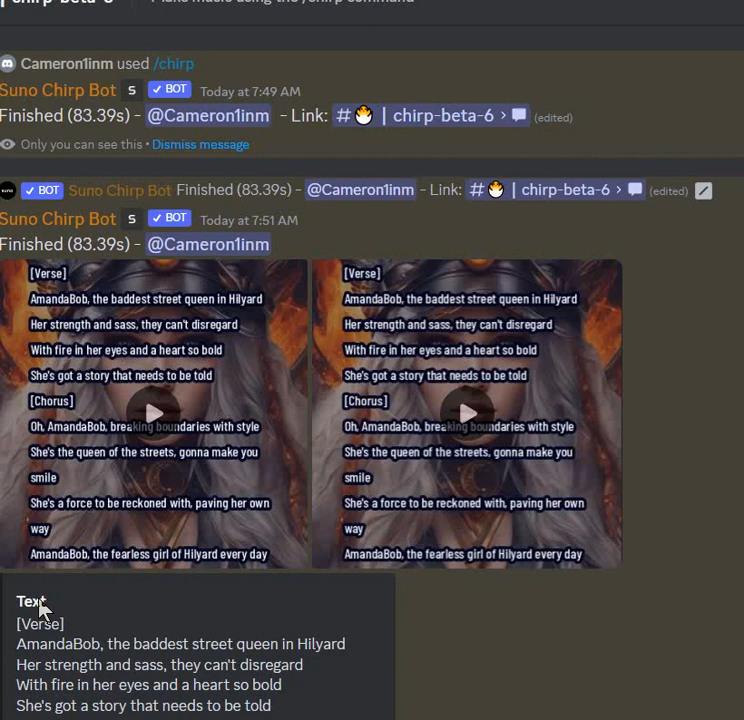 chirp-beta-6
Make music using the /chirp command
Cameron1inm used /chirp
Suno Chirp Bot S ✓ BOT Today at 7:49 AM
Finished (83.39s) - @Cameron1inm - Link: # 🐣 | chirp-beta-6 › (edited)
Only you can see this • Dismiss message
✓ BOT Suno Chirp Bot Finished (83.39s) - @Cameron1inm - Link: # 🐣 | chirp-beta-6 › (edited)
Suno Chirp Bot S ✓ BOT Today at 7:51 AM
Finished (83.39s) - @Cameron1inm
[Verse]
AmandaBob, the baddest street queen in Hilyard
Her strength and sass, they can't disregard
With fire in her eyes and a heart so bold
She's got a story that needs to be told
[Chorus]
Oh, AmandaBob, breaking boundaries with style
She's the queen of the streets, gonna make you
smile
She's a force to be reckoned with, paving her own
way
AmandaBob, the fearless girl of Hilyard every day
[Verse]
AmandaBob, the baddest street queen in Hilyard
Her strength and sass, they can't disregard
With fire in her eyes and a heart so bold
She's got a story that needs to be told
[Chorus]
Oh, AmandaBob, breaking boundaries with style
She's the queen of the streets, gonna make you
smile
She's a force to be reckoned with, paving her own
way
AmandaBob, the fearless girl of Hilyard every day
Text
[Verse]
AmandaBob, the baddest street queen in Hilyard
Her strength and sass, they can't disregard
With fire in her eyes and a heart so bold
She's got a story that needs to be told